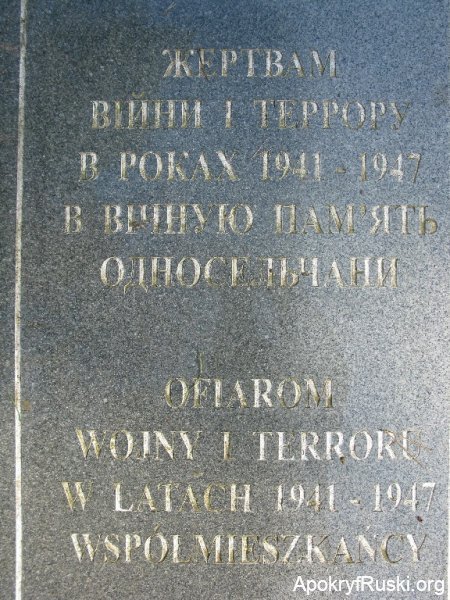 ЖЕРТВАМ
ВІЙНИ І ТЕРРОРУ
В РОКАХ 1941 - 1947
В ВІЧНУЮ ПАМ'ЯТЬ
ОДНОСЕЛЬЧАНИ
OFIAROM
WOJNY I TERRORU
W LATACH 1941 - 1947
WSPÓŁMIESZKAŃCY
ApokryfRuski.org